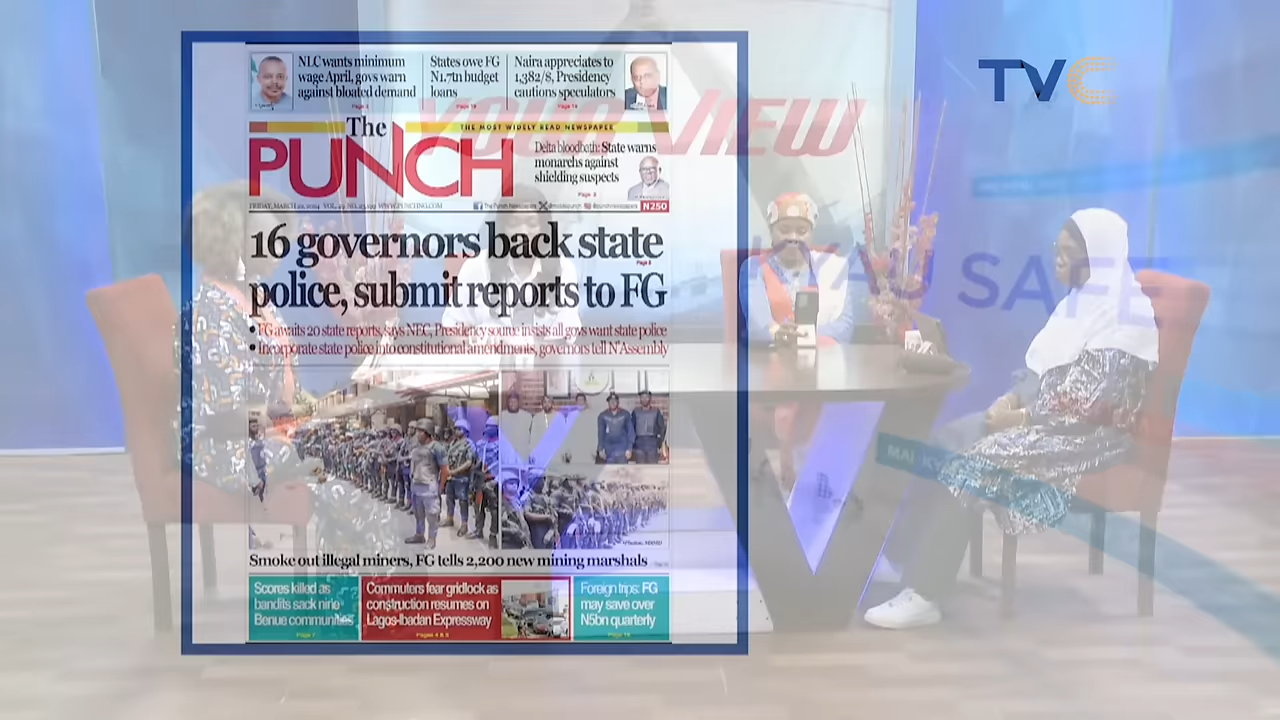 NLC wants minimum
wage April, govs warn
against bloated demand
States owe FG
N1.7tn budget
loans
Naira appreciates to
1,382/$, Presidency
cautions speculators
TVC
YOUR VIEW
The
PUNCH
THE MOST WIDELY READ NEWSPAPER
Delta bloodbath: State warns
monarchs against
shielding suspects
N250
16 governors back state
police, submit reports to FG
• FG awaits 20 state reports, says NEC, Presidency source insists all govs want state police
• Incorporate state police into constitutional amendments, governors tell N'Assembly
SAFE
Smoke out illegal miners, FG tells 2,200 new mining marshals
Scores killed as
bandits sack nine
Benue communities
Commuters fear gridlock as
construction resumes on
Lagos-Ibadan Expressway
Foreign trips: FG
may save over
N5bn quarterly